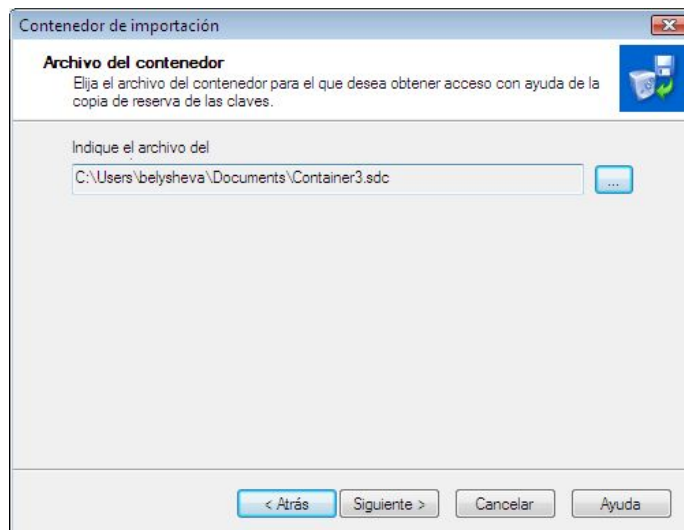 Contenedor de importación
Archivo del contenedor
Elija el archivo del contenedor para el que desea obtener acceso con ayuda de la
copia de reserva de las claves.
Indique el archivo del
C:\Users\belysheva\Documents\Container3.sdc
...
< Atrás Siguiente > Cancelar Ayuda